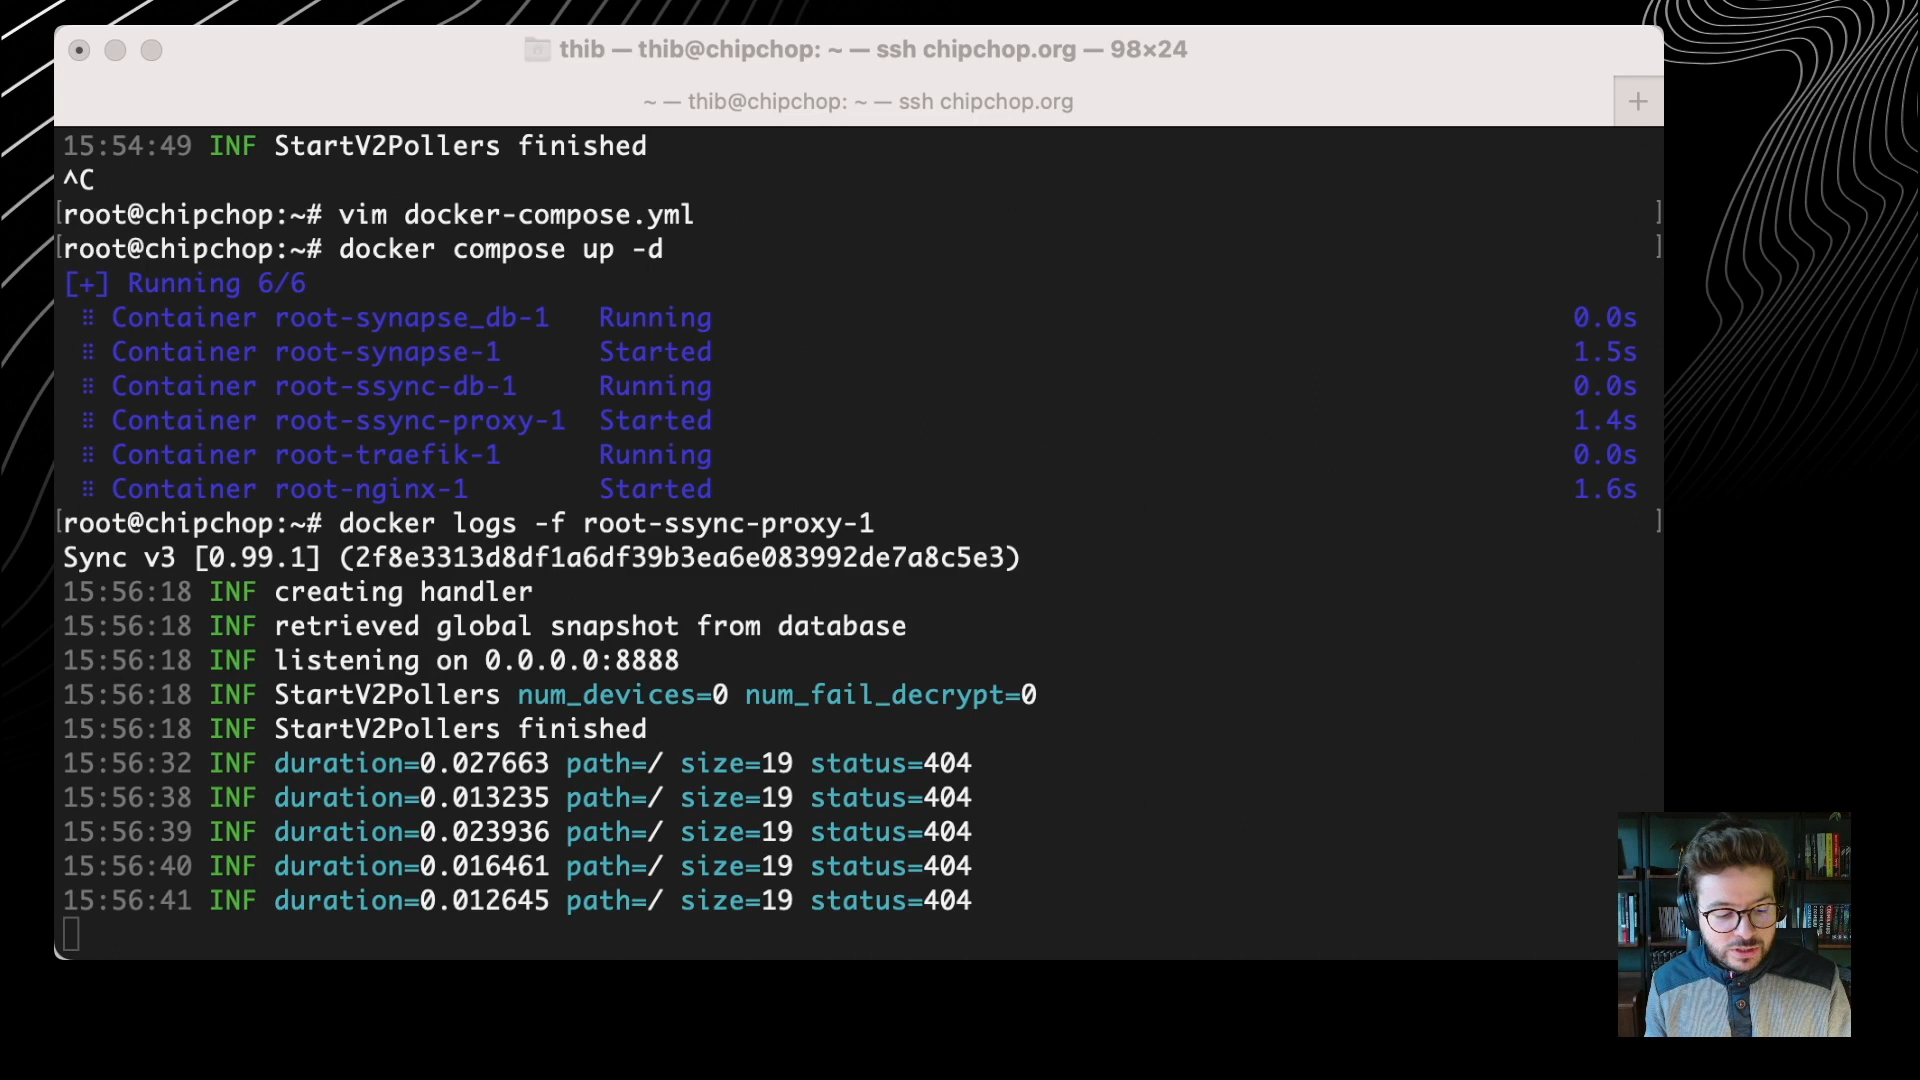 thib — thib@chipchop: ~ — ssh chipchop.org — 98×24
~ — thib@chipchop: ~ — ssh chipchop.org
15:54:49 INF StartV2Pollers finished
^C
[root@chipchop:~# vim docker-compose.yml ]
[root@chipchop:~# docker compose up -d ]
[+] Running 6/6
⠿ Container root-synapse_db-1 Running 0.0s
⠿ Container root-synapse-1 Started 1.5s
⠿ Container root-ssync-db-1 Running 0.0s
⠿ Container root-ssync-proxy-1 Started 1.4s
⠿ Container root-traefik-1 Running 0.0s
⠿ Container root-nginx-1 Started 1.6s
[root@chipchop:~# docker logs -f root-ssync-proxy-1 ]
Sync v3 [0.99.1] (2f8e3313d8df1a6df39b3ea6e083992de7a8c5e3)
15:56:18 INF creating handler
15:56:18 INF retrieved global snapshot from database
15:56:18 INF listening on 0.0.0.0:8888
15:56:18 INF StartV2Pollers num_devices=0 num_fail_decrypt=0
15:56:18 INF StartV2Pollers finished
15:56:32 INF duration=0.027663 path=/ size=19 status=404
15:56:38 INF duration=0.013235 path=/ size=19 status=404
15:56:39 INF duration=0.023936 path=/ size=19 status=404
15:56:40 INF duration=0.016461 path=/ size=19 status=404
15:56:41 INF duration=0.012645 path=/ size=19 status=404